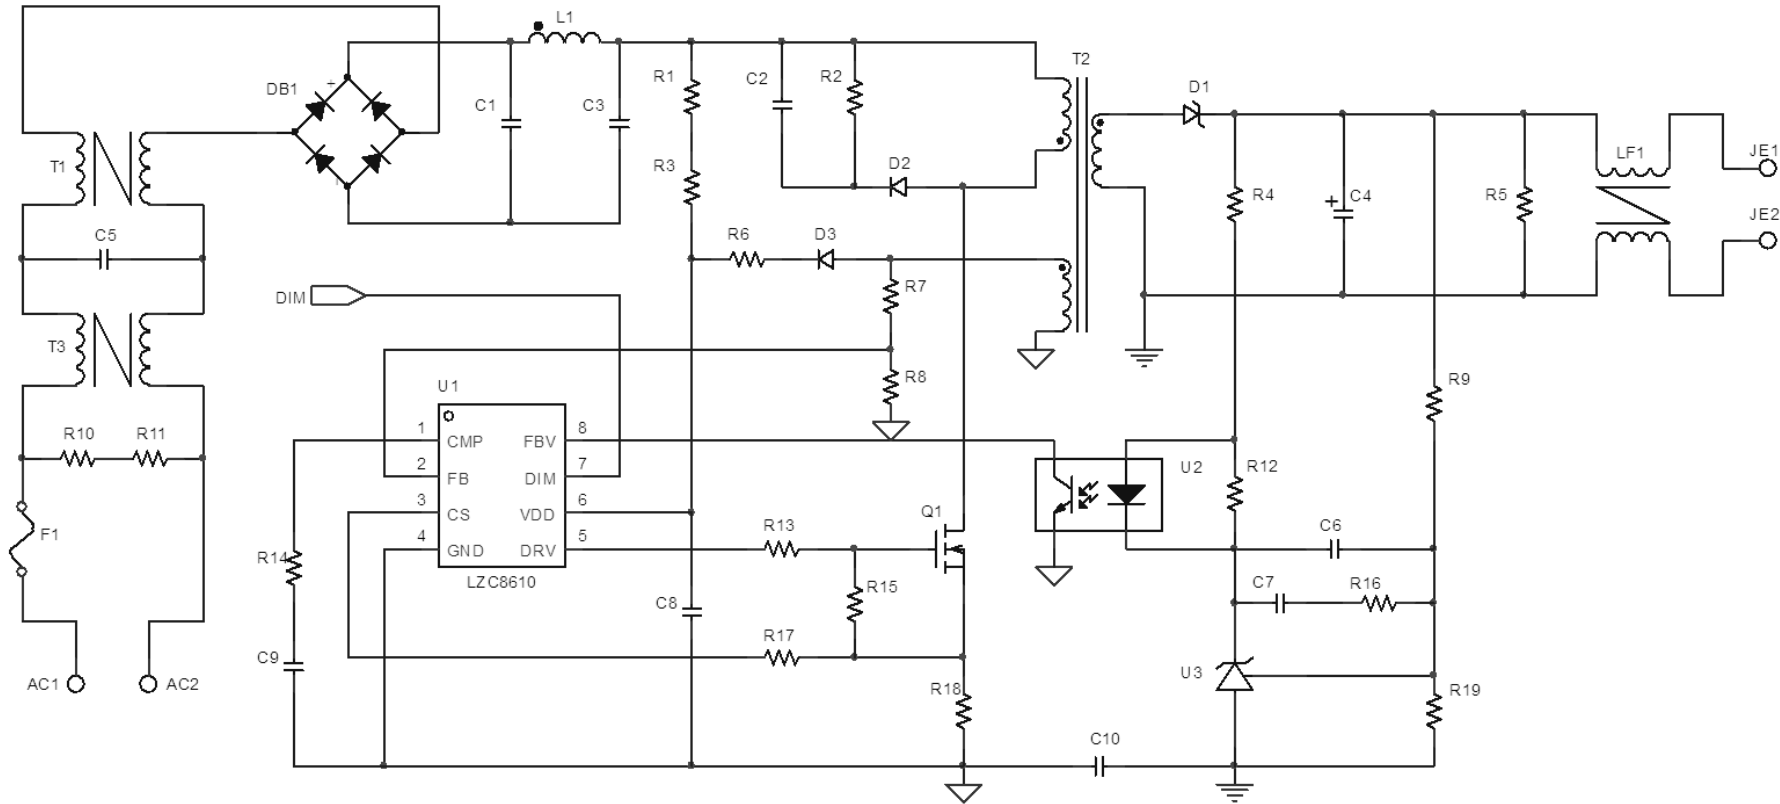 L1
T2
DB1
C1
C3
R1
C2
R2
D1
T1
R3
D2
LF1
JE1
R4
C4
R5
JE2
C5
R6
D3
DIM
R7
T3
R8
U1
R9
R10
R11
1
CMP
FBV
8
2
FB
DIM
7
3
CS
VDD
6
4
GND
DRV
5
LZC8610
U2
R12
F1
Q1
R13
C6
R14
C7
R16
R15
C8
R17
C9
U3
AC1
AC2
R18
R19
C10